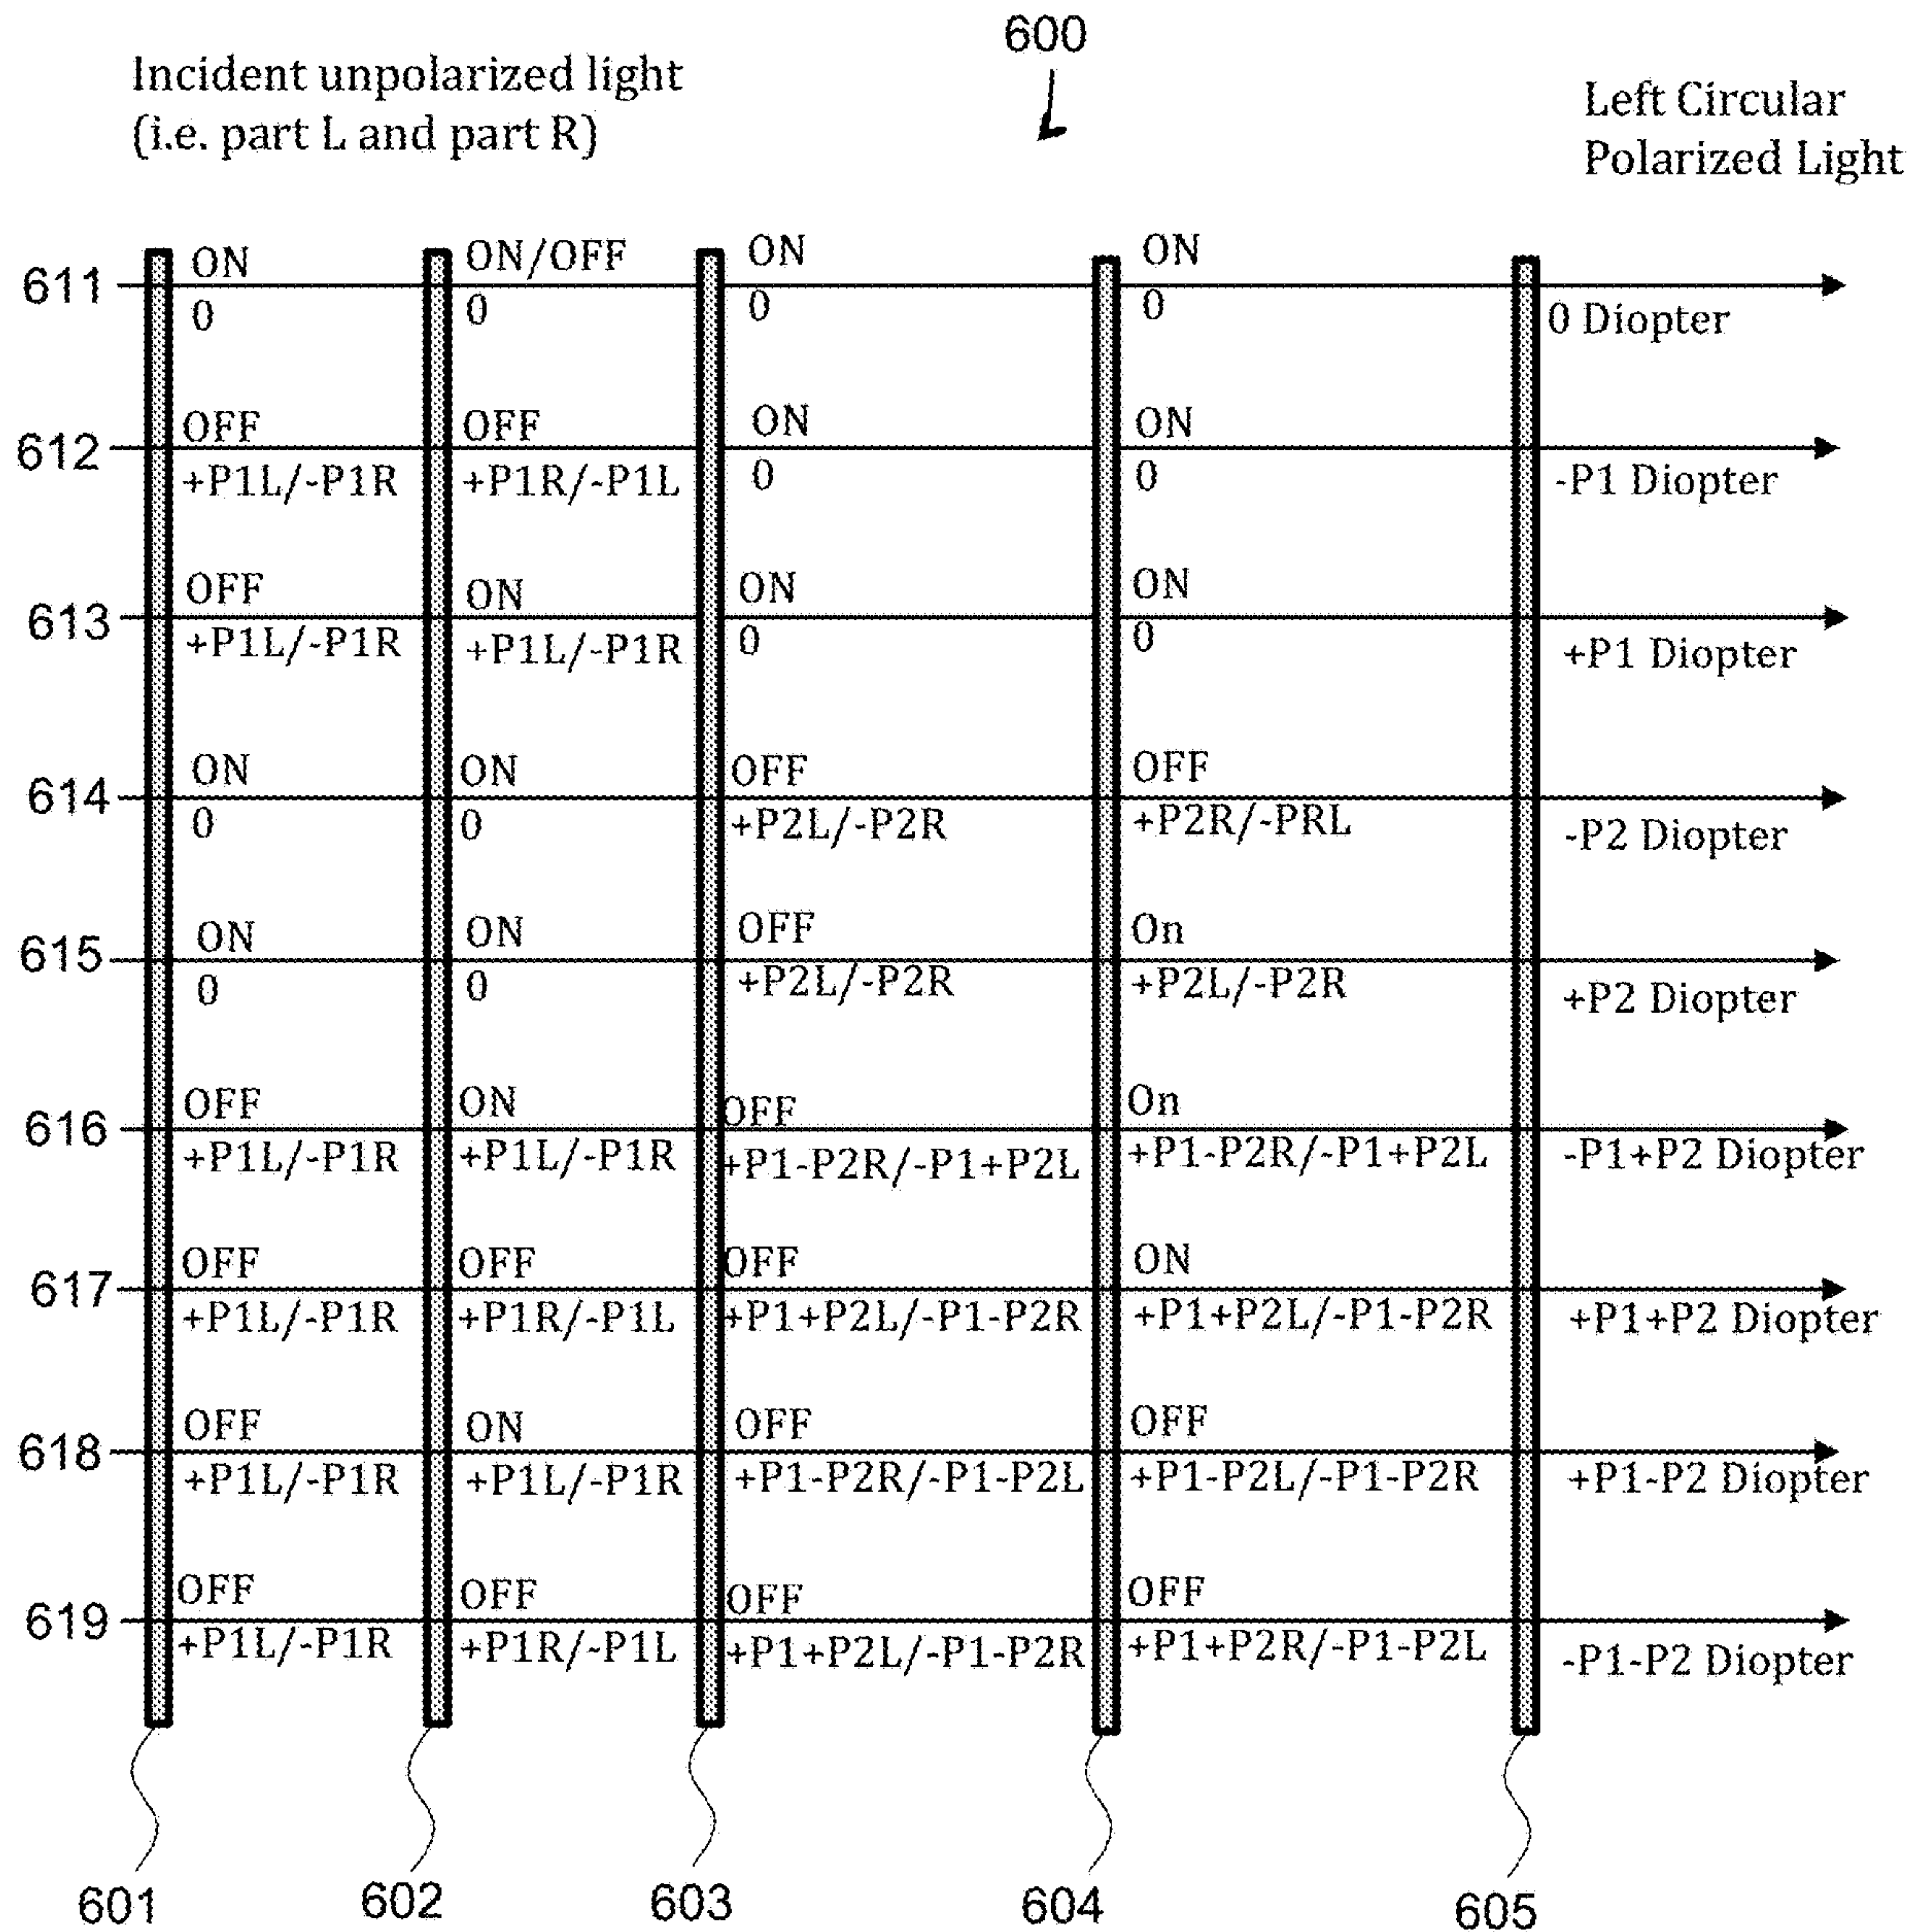 600
Incident unpolarized light
(i.e. part L and part R)
Left Circular
Polarized Light
ON ON/OFF ON ON
611
0 0 0 0 0 Diopter
OFF OFF ON ON
612
+P1L/-P1R +P1R/-P1L 0 0 -P1 Diopter
OFF ON ON ON
613
+P1L/-P1R +P1L/-P1R 0 0 +P1 Diopter
ON ON OFF OFF
614
0 0 +P2L/-P2R +P2R/-PRL -P2 Diopter
ON ON OFF On
615
0 0 +P2L/-P2R +P2L/-P2R +P2 Diopter
OFF ON OFF On
616
+P1L/-P1R +P1L/-P1R +P1-P2R/-P1+P2L +P1-P2R/-P1+P2L -P1+P2 Diopter
OFF OFF OFF ON
617
+P1L/-P1R +P1R/-P1L +P1+P2L/-P1-P2R +P1+P2L/-P1-P2R +P1+P2 Diopter
OFF ON OFF OFF
618
+P1L/-P1R +P1L/-P1R +P1-P2R/-P1-P2L +P1-P2L/-P1-P2R +P1-P2 Diopter
OFF OFF OFF OFF
619
+P1L/-P1R +P1R/-P1L +P1+P2L/-P1-P2R +P1+P2R/-P1-P2L -P1-P2 Diopter
601 602 603 604 605